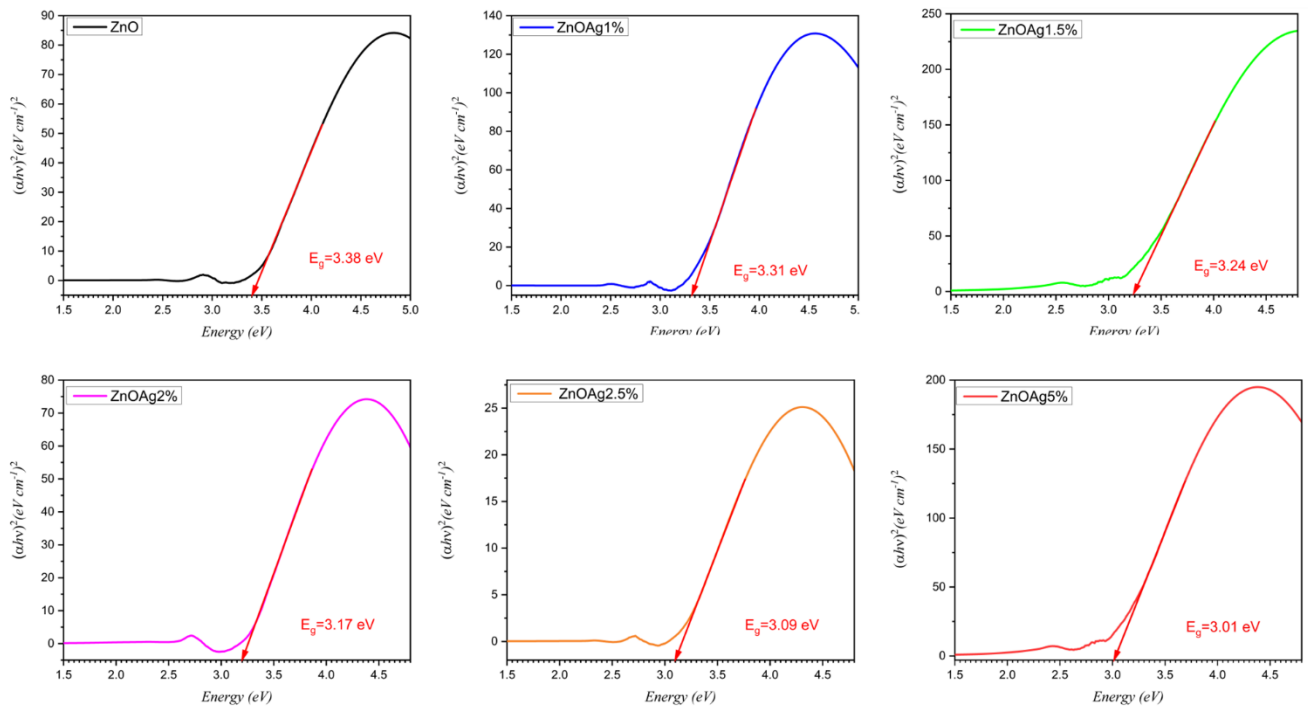 ZnO
(αhν)²(eV cm⁻¹)²
90
80
70
60
50
40
30
20
10
0
E_g=3.38 eV
1.5 2.0 2.5 3.0 3.5 4.0 4.5 5.0
Energy (eV)
ZnOAg1%
(αhν)²(eV cm⁻¹)²
140
120
100
80
60
40
20
0
E_g=3.31 eV
1.5 2.0 2.5 3.0 3.5 4.0 4.5 5.
Energy (eV)
ZnOAg1.5%
(αhν)²(eV cm⁻¹)²
250
200
150
100
50
0
E_g=3.24 eV
1.5 2.0 2.5 3.0 3.5 4.0 4.5
Energy (eV)
ZnOAg2%
(αhν)²(eV cm⁻¹)²
80
70
60
50
40
30
20
10
0
E_g=3.17 eV
1.5 2.0 2.5 3.0 3.5 4.0 4.5
Energy (eV)
ZnOAg2.5%
(αhν)²(eV cm⁻¹)²
25
20
15
10
5
0
E_g=3.09 eV
1.5 2.0 2.5 3.0 3.5 4.0 4.5
Energy (eV)
ZnOAg5%
(αhν)²(eV cm⁻¹)²
200
150
100
50
0
E_g=3.01 eV
1.5 2.0 2.5 3.0 3.5 4.0 4.5
Energy (eV)